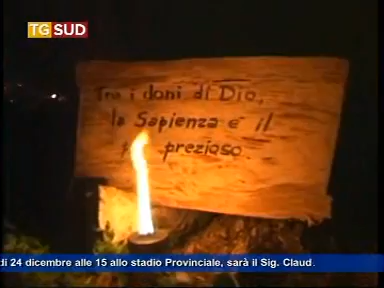 TG SUD
Tra i doni di Dio,
la Sapienza è il
prezioso
di 24 dicembre alle 15 allo stadio Provinciale, sarà il Sig. Claud